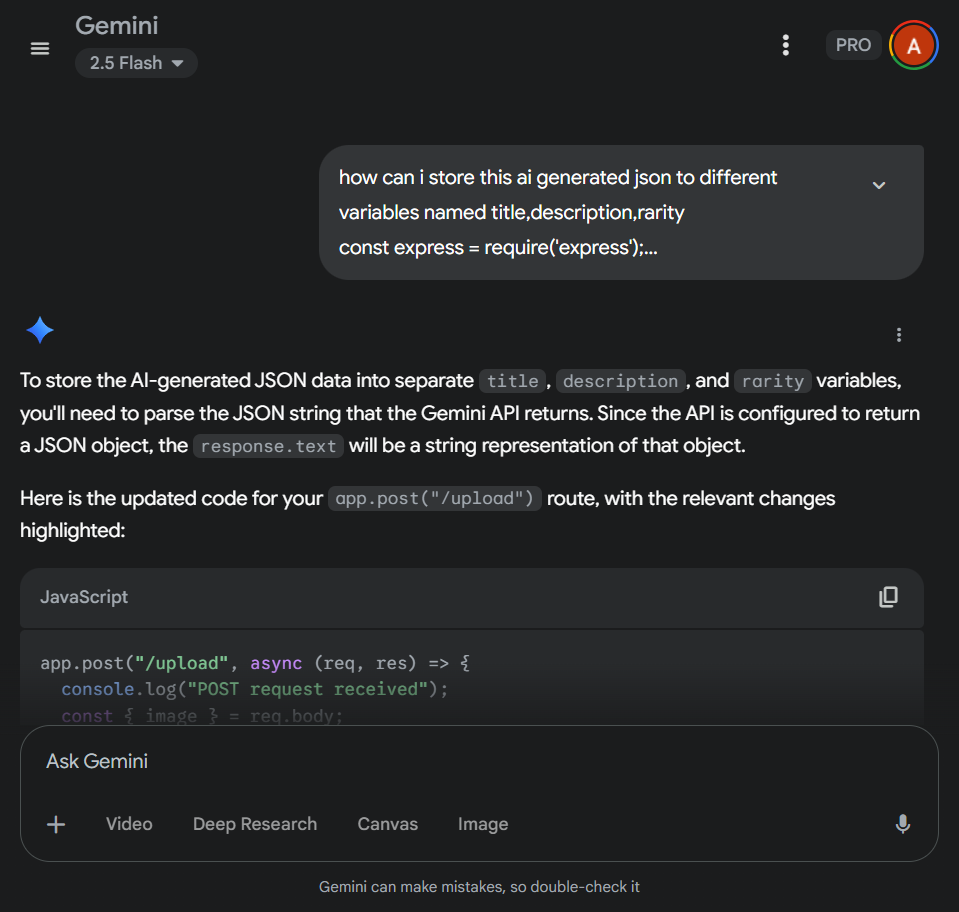 Gemini
2.5 Flash
PRO
A
how can i store this ai generated json to different
variables named title,description,rarity
const express = require('express');...
To store the AI-generated JSON data into separate title, description, and rarity variables,
you'll need to parse the JSON string that the Gemini API returns. Since the API is configured to return
a JSON object, the response.text will be a string representation of that object.
Here is the updated code for your app.post("/upload") route, with the relevant changes
highlighted:
JavaScript
app.post("/upload", async (req, res) => {
console.log("POST request received");
const { image } = req.body;
Ask Gemini
Video Deep Research Canvas Image
Gemini can make mistakes, so double-check it